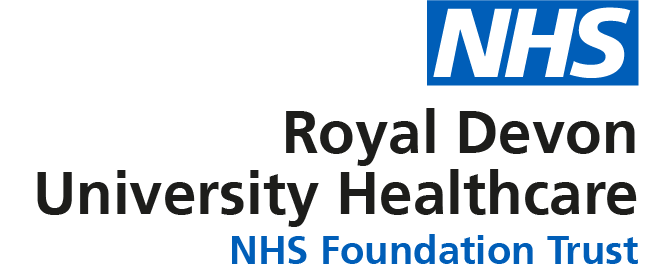 NHS
Royal Devon
University Healthcare
NHS Foundation Trust